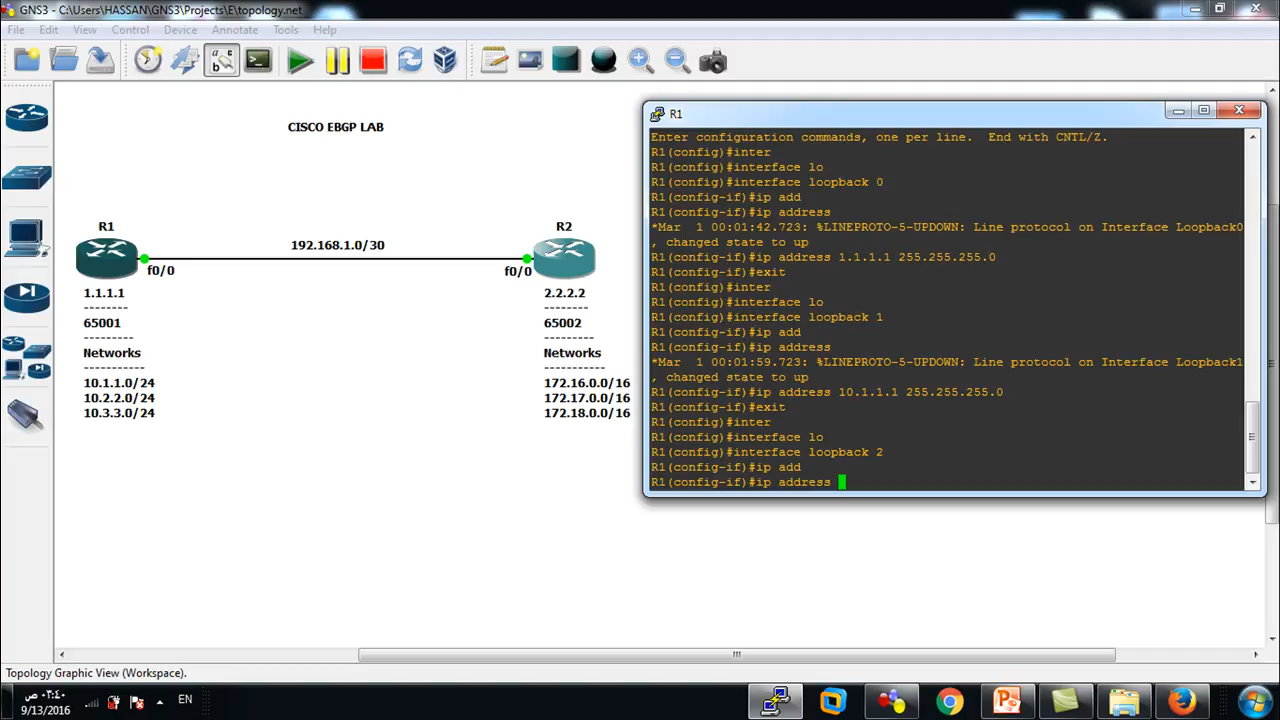 GNS3 - C:\Users\HASSAN\GNS3\Projects\E\topology.net
File Edit View Control Device Annotate Tools Help
CISCO EBGP LAB
R1
R2
192.168.1.0/30
f0/0
f0/0
1.1.1.1
--------
65001
---------
Networks
-----------
10.1.1.0/24
10.2.2.0/24
10.3.3.0/24
2.2.2.2
--------
65002
---------
Networks
-----------
172.16.0.0/16
172.17.0.0/16
172.18.0.0/16
R1
Enter configuration commands, one per line.  End with CNTL/Z.
R1(config)#inter
R1(config)#interface lo
R1(config)#interface loopback 0
R1(config-if)#ip add
R1(config-if)#ip address
*Mar  1 00:01:42.723: %LINEPROTO-5-UPDOWN: Line protocol on Interface Loopback0
, changed state to up
R1(config-if)#ip address 1.1.1.1 255.255.255.0
R1(config-if)#exit
R1(config)#inter
R1(config)#interface lo
R1(config)#interface loopback 1
R1(config-if)#ip add
R1(config-if)#ip address
*Mar  1 00:01:59.723: %LINEPROTO-5-UPDOWN: Line protocol on Interface Loopback1
, changed state to up
R1(config-if)#ip address 10.1.1.1 255.255.255.0
R1(config-if)#exit
R1(config)#inter
R1(config)#interface lo
R1(config)#interface loopback 2
R1(config-if)#ip add
R1(config-if)#ip address
Topology Graphic View (Workspace).
EN
ص ٠٢:٤٠
9/13/2016